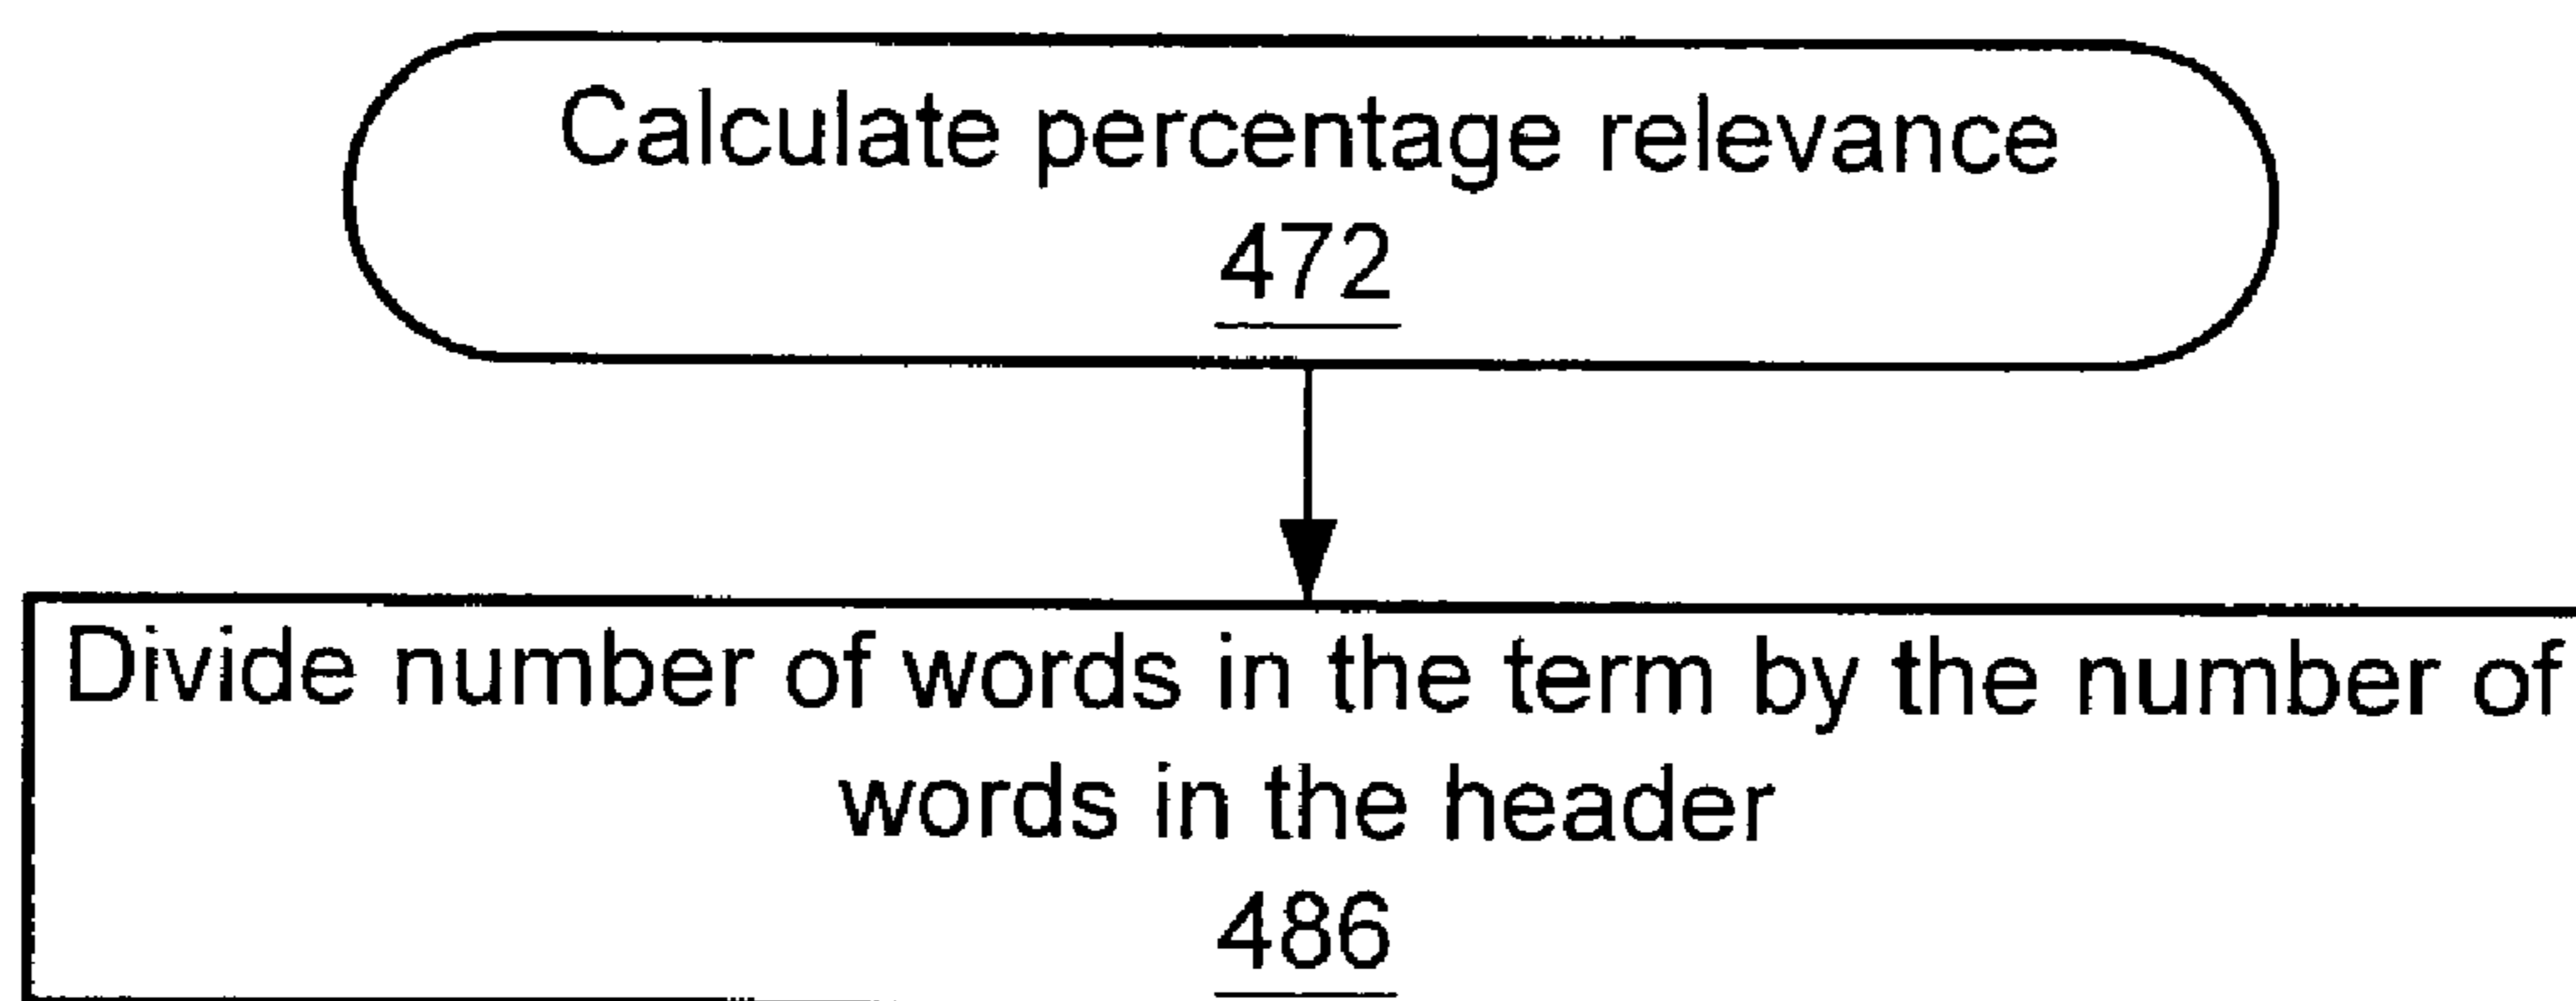 Calculate percentage relevance
472
Divide number of words in the term by the number of
words in the header
486